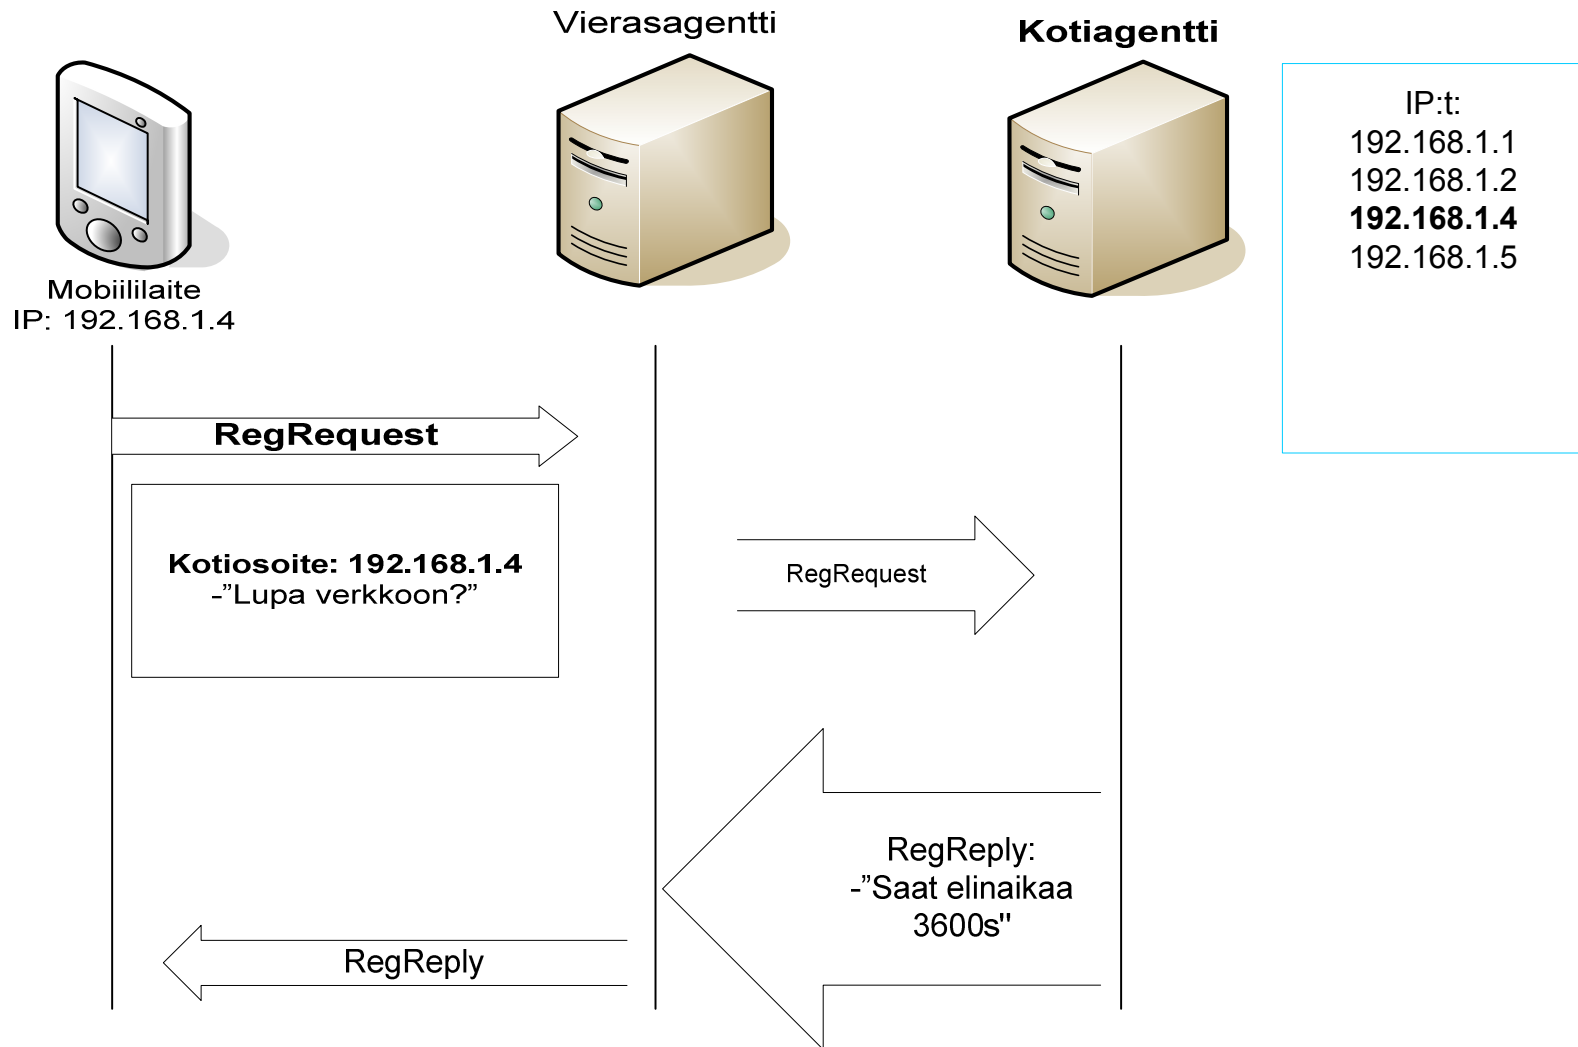 Vierasagentti
Kotiagentti
IP:t:
192.168.1.1
192.168.1.2
192.168.1.4
192.168.1.5
Mobiililaite
IP: 192.168.1.4
RegRequest
Kotiosoite: 192.168.1.4
-”Lupa verkkoon?”
RegRequest
RegReply:
-”Saat elinaikaa
3600s"
RegReply